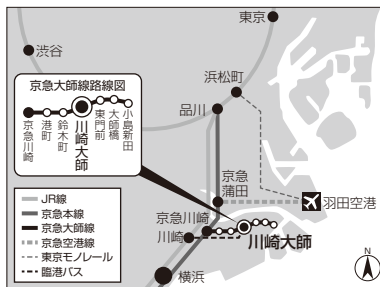 東京
渋谷
浜松町
京急大師線路線図
京急川崎
港町
鈴木町
川崎大師
東門前
大師橋
小島新田
品川
京急
蒲田
羽田空港
京急川崎
川崎
川崎大師
横浜
JR線
京急本線
京急大師線
京急空港線
東京モノレール
臨港バス
N